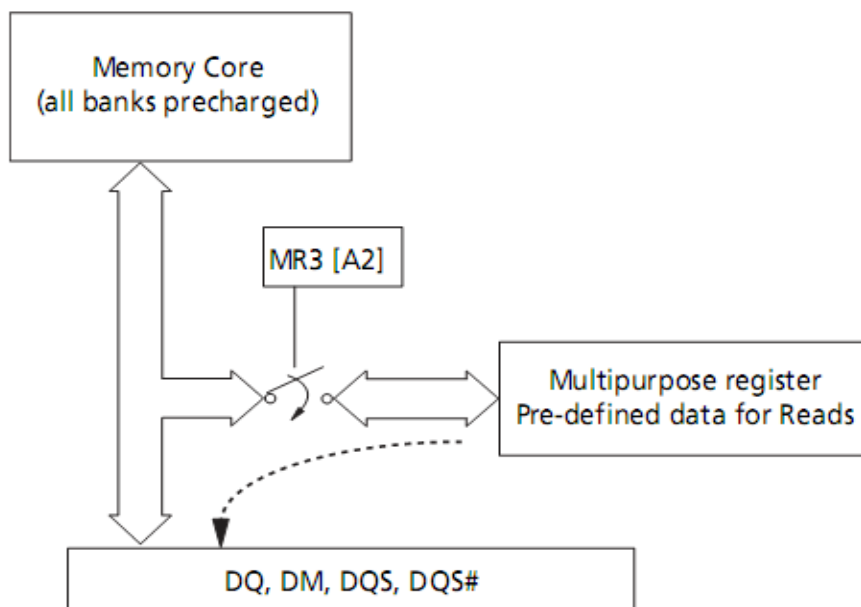 Memory Core
(all banks precharged)
MR3 [A2]
Multipurpose register
Pre-defined data for Reads
DQ, DM, DQS, DQS#